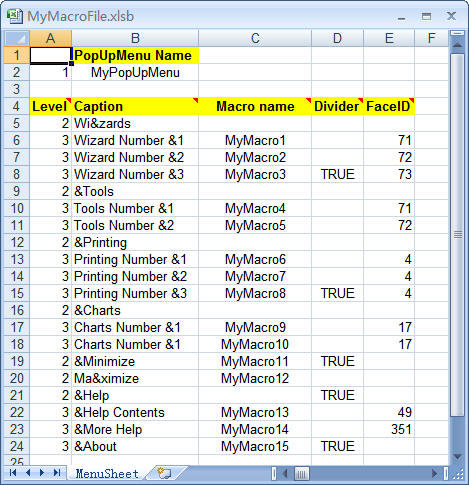 MyMacroFile.xlsb
A B C D E F
1 PopUpMenu Name
2 1 MyPopUpMenu
3
4 Level Caption Macro name Divider FaceID
5 2 Wi&zards
6 3 Wizard Number &1 MyMacro1 71
7 3 Wizard Number &2 MyMacro2 72
8 3 Wizard Number &3 MyMacro3 TRUE 73
9 2 &Tools
10 3 Tools Number &1 MyMacro4 71
11 3 Tools Number &2 MyMacro5 72
12 2 &Printing
13 3 Printing Number &1 MyMacro6 4
14 3 Printing Number &2 MyMacro7 4
15 3 Printing Number &3 MyMacro8 TRUE 4
16 2 &Charts
17 3 Charts Number &1 MyMacro9 17
18 3 Charts Number &1 MyMacro10 17
19 2 &Minimize MyMacro11 TRUE
20 2 Ma&ximize MyMacro12
21 2 &Help TRUE
22 3 &Help Contents MyMacro13 49
23 3 &More Help MyMacro14 351
24 3 &About MyMacro15 TRUE
25
MenuSheet